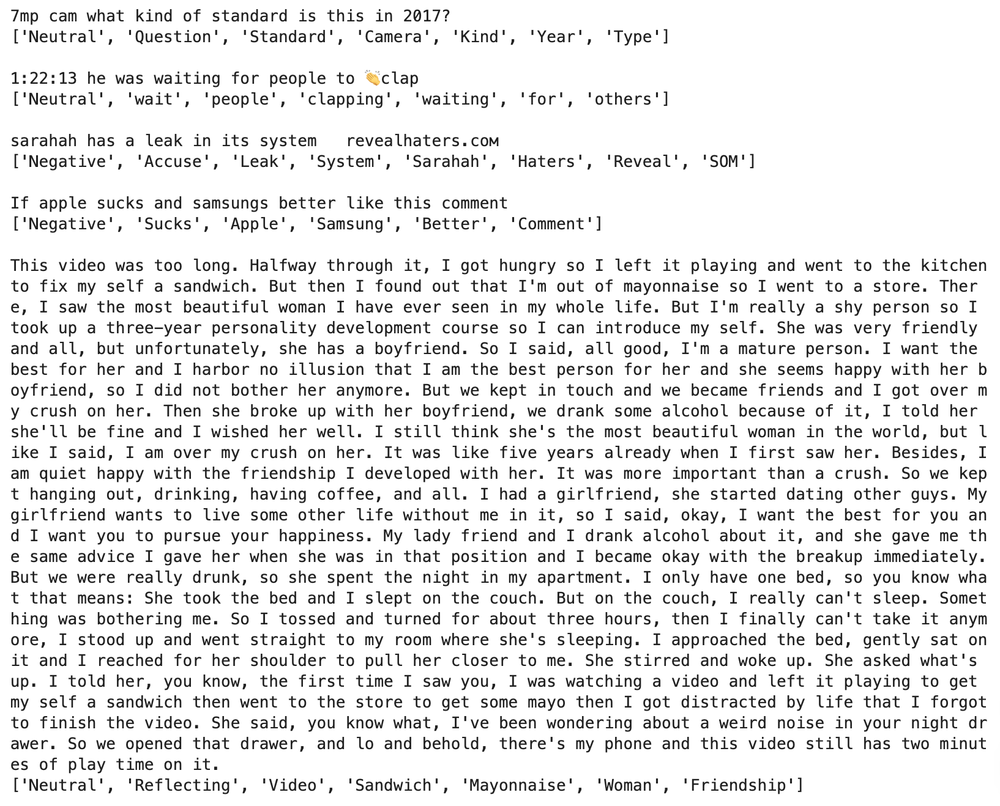 7mp cam what kind of standard is this in 2017?
['Neutral', 'Question', 'Standard', 'Camera', 'Kind', 'Year', 'Type']
1:22:13 he was waiting for people to 👏clap
['Neutral', 'wait', 'people', 'clapping', 'waiting', 'for', 'others']
sarahah has a leak in its system   revealhaters.coм
['Negative', 'Accuse', 'Leak', 'System', 'Sarahah', 'Haters', 'Reveal', 'SOM']
If apple sucks and samsungs better like this comment
['Negative', 'Sucks', 'Apple', 'Samsung', 'Better', 'Comment']
This video was too long. Halfway through it, I got hungry so I left it playing and went to the kitchen
to fix my self a sandwich. But then I found out that I'm out of mayonnaise so I went to a store. Ther
e, I saw the most beautiful woman I have ever seen in my whole life. But I'm really a shy person so I
took up a three-year personality development course so I can introduce my self. She was very friendly
and all, but unfortunately, she has a boyfriend. So I said, all good, I'm a mature person. I want the
best for her and I harbor no illusion that I am the best person for her and she seems happy with her b
oyfriend, so I did not bother her anymore. But we kept in touch and we became friends and I got over m
y crush on her. Then she broke up with her boyfriend, we drank some alcohol because of it, I told her
she'll be fine and I wished her well. I still think she's the most beautiful woman in the world, but l
ike I said, I am over my crush on her. It was like five years already when I first saw her. Besides, I
am quiet happy with the friendship I developed with her. It was more important than a crush. So we kep
t hanging out, drinking, having coffee, and all. I had a girlfriend, she started dating other guys. My
girlfriend wants to live some other life without me in it, so I said, okay, I want the best for you an
d I want you to pursue your happiness. My lady friend and I drank alcohol about it, and she gave me th
e same advice I gave her when she was in that position and I became okay with the breakup immediately.
But we were really drunk, so she spent the night in my apartment. I only have one bed, so you know wha
t that means: She took the bed and I slept on the couch. But on the couch, I really can't sleep. Somet
hing was bothering me. So I tossed and turned for about three hours, then I finally can't take it anym
ore, I stood up and went straight to my room where she's sleeping. I approached the bed, gently sat on
it and I reached for her shoulder to pull her closer to me. She stirred and woke up. She asked what's
up. I told her, you know, the first time I saw you, I was watching a video and left it playing to get
my self a sandwich then went to the store to get some mayo then I got distracted by life that I forgot
to finish the video. She said, you know what, I've been wondering about a weird noise in your night dr
awer. So we opened that drawer, and lo and behold, there's my phone and this video still has two minut
es of play time on it.
['Neutral', 'Reflecting', 'Video', 'Sandwich', 'Mayonnaise', 'Woman', 'Friendship']